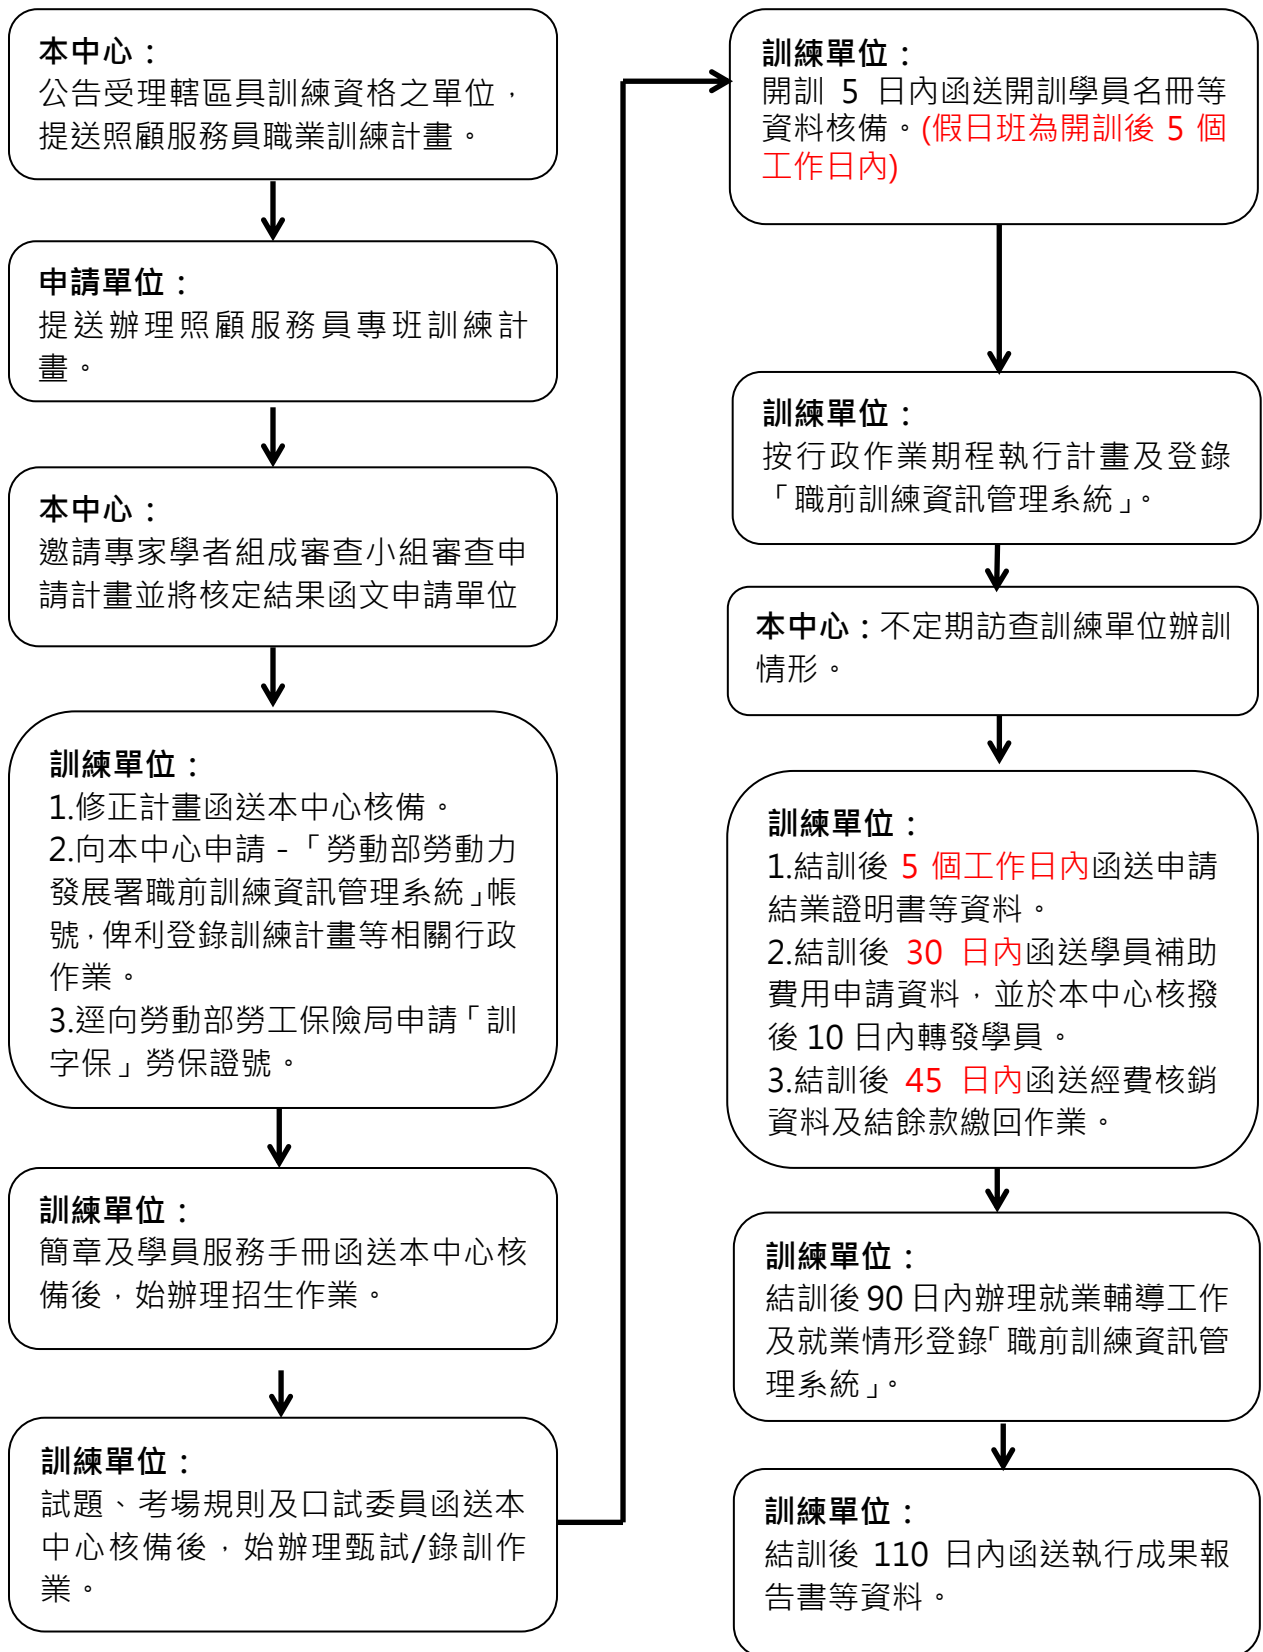 本中心：
公告受理轄區具訓練資格之單位，
提送照顧服務員職業訓練計畫。
申請單位：
提送辦理照顧服務員專班訓練計
畫。
本中心：
邀請專家學者組成審查小組審查申
請計畫並將核定結果函文申請單位
訓練單位：
1.修正計畫函送本中心核備。
2.向本中心申請 -「勞動部勞動力
發展署職前訓練資訊管理系統」帳
號，俾利登錄訓練計畫等相關行政
作業。
3.逕向勞動部勞工保險局申請「訓
字保」勞保證號。
訓練單位：
簡章及學員服務手冊函送本中心核
備後，始辦理招生作業。
訓練單位：
試題、考場規則及口試委員函送本
中心核備後，始辦理甄試/錄訓作
業。
訓練單位：
開訓 5 日內函送開訓學員名冊等
資料核備。(假日班為開訓後 5 個
工作日內)
訓練單位：
按行政作業期程執行計畫及登錄
「職前訓練資訊管理系統」。
本中心：不定期訪查訓練單位辦訓
情形。
訓練單位：
1.結訓後 5 個工作日內函送申請
結業證明書等資料。
2.結訓後 30 日內函送學員補助
費用申請資料，並於本中心核撥
後 10 日內轉發學員。
3.結訓後 45 日內函送經費核銷
資料及結餘款繳回作業。
訓練單位：
結訓後 90 日內辦理就業輔導工作
及就業情形登錄「職前訓練資訊管
理系統」。
訓練單位：
結訓後 110 日內函送執行成果報
告書等資料。